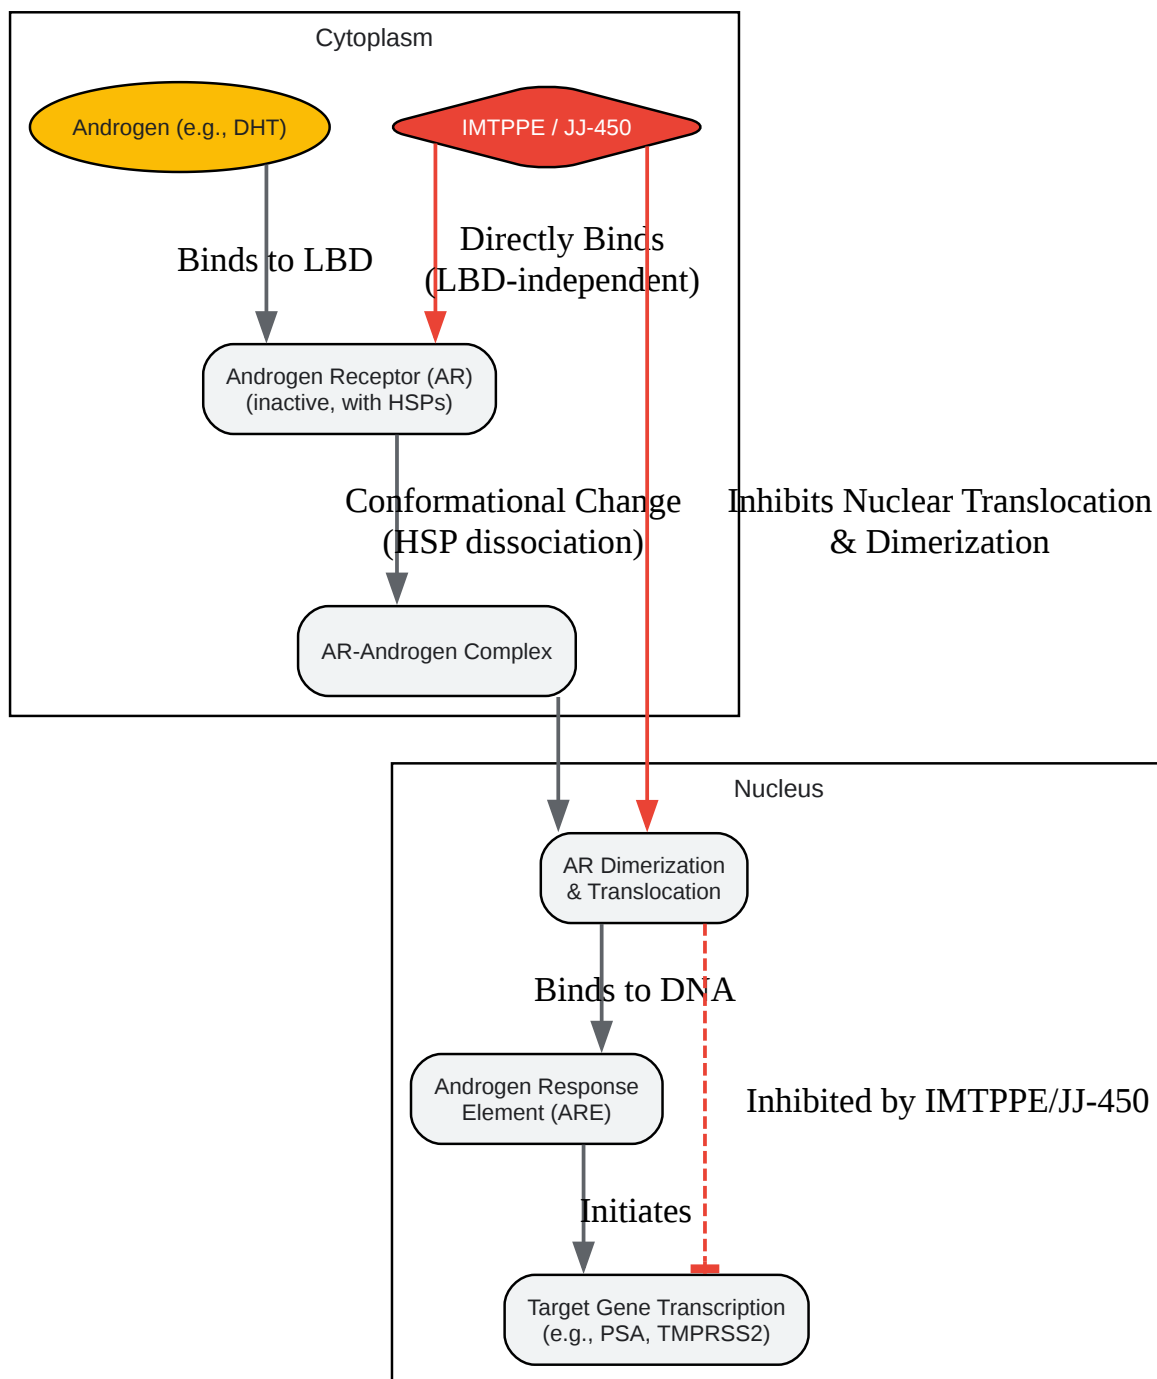 Cytoplasm
Androgen (e.g., DHT)
IMTPPE / JJ-450
Binds to LBD
Directly Binds
(LBD-independent)
Androgen Receptor (AR)
(inactive, with HSPs)
Conformational Change
(HSP dissociation)
Inhibits Nuclear Translocation
& Dimerization
AR-Androgen Complex
Nucleus
AR Dimerization
& Translocation
Binds to DNA
Androgen Response
Element (ARE)
Inhibited by IMTPPE/JJ-450
Initiates
Target Gene Transcription
(e.g., PSA, TMPRSS2)